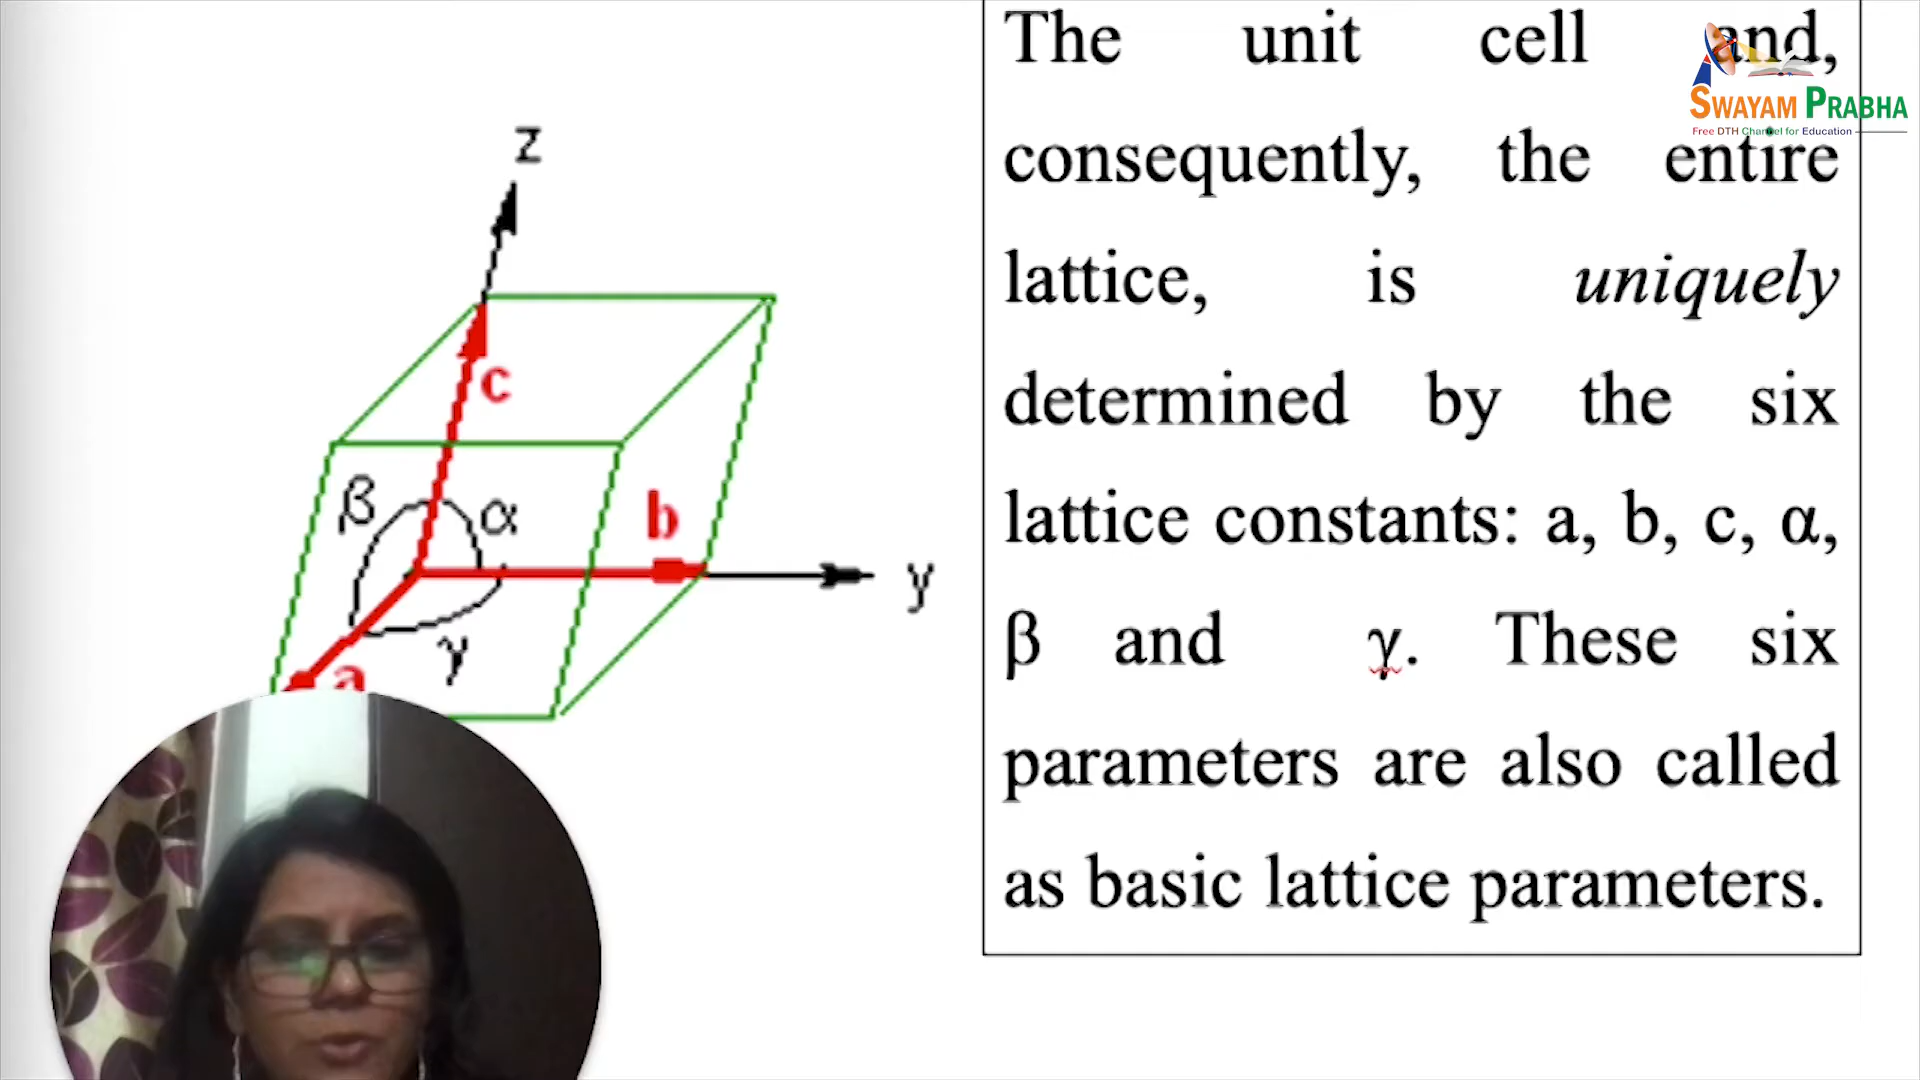 z
c
β
α
b
y
γ
a
The unit cell and,
consequently, the entire
lattice, is uniquely
determined by the six
lattice constants: a, b, c, α,
β and γ. These six
parameters are also called
as basic lattice parameters.
SWAYAM PRABHA
Free DTH Channel for Education